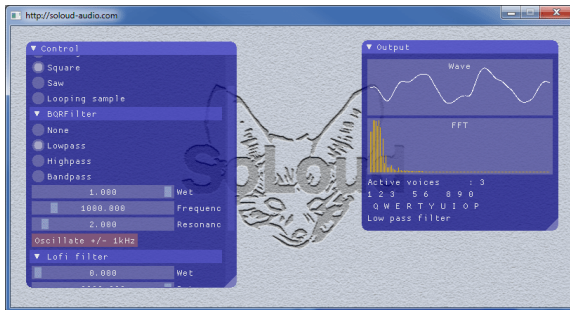 http://soloud-audio.com
▼ Control
Square
Saw
Looping sample
▼ BQRFilter
None
Lowpass
Highpass
Bandpass
1.000 Wet
1000.000 Frequenc
2.000 Resonanc
Oscillate +/- 1kHz
▼ Lofi filter
0.000 Wet
▼ Output
Wave
FFT
Active voices : 3
1 2 3 5 6 8 9 0
Q W E R T Y U I O P
Low pass filter
SoLoud